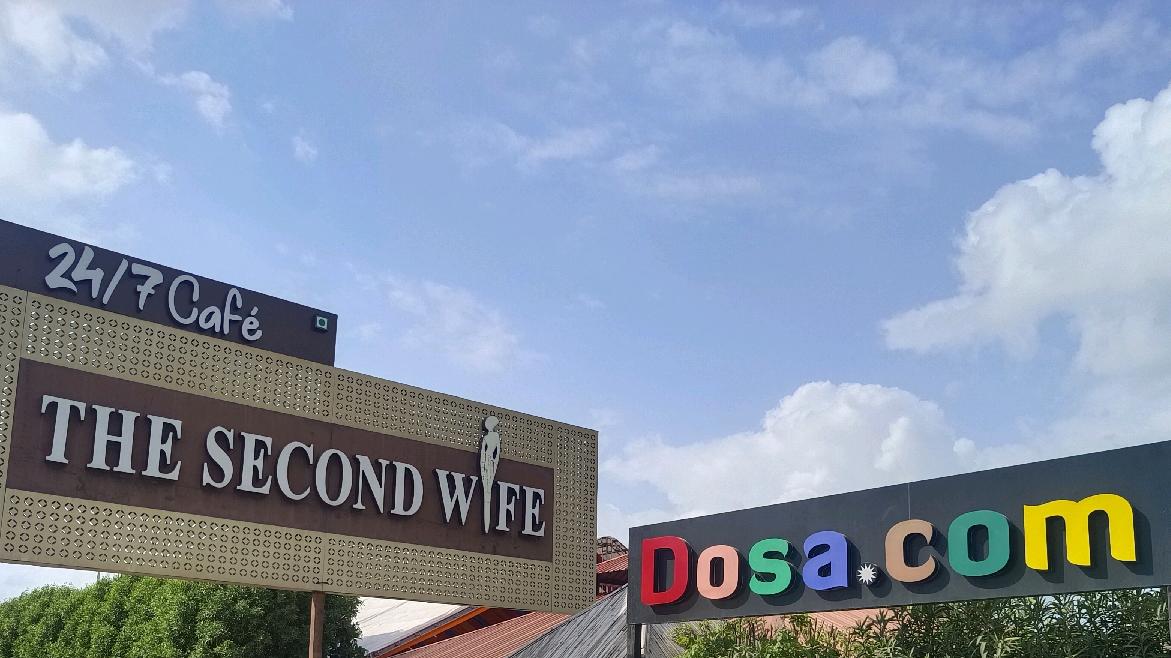 24/7 Café
THE SECOND WIFE
Dosa.com